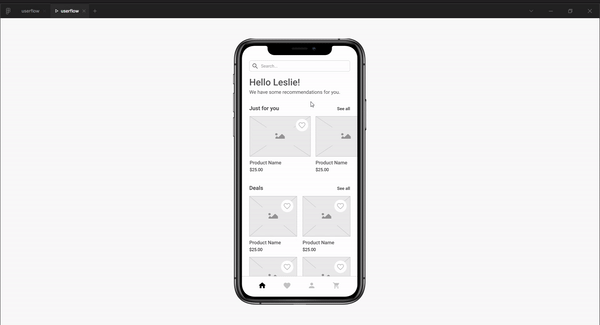 userflow
userflow
Search...
Hello Leslie!
We have some recommendations for you.
Just for you See all
Product Name Product Name
$25.00 $25.00
Deals See all
Product Name Product Name
$25.00 $25.00